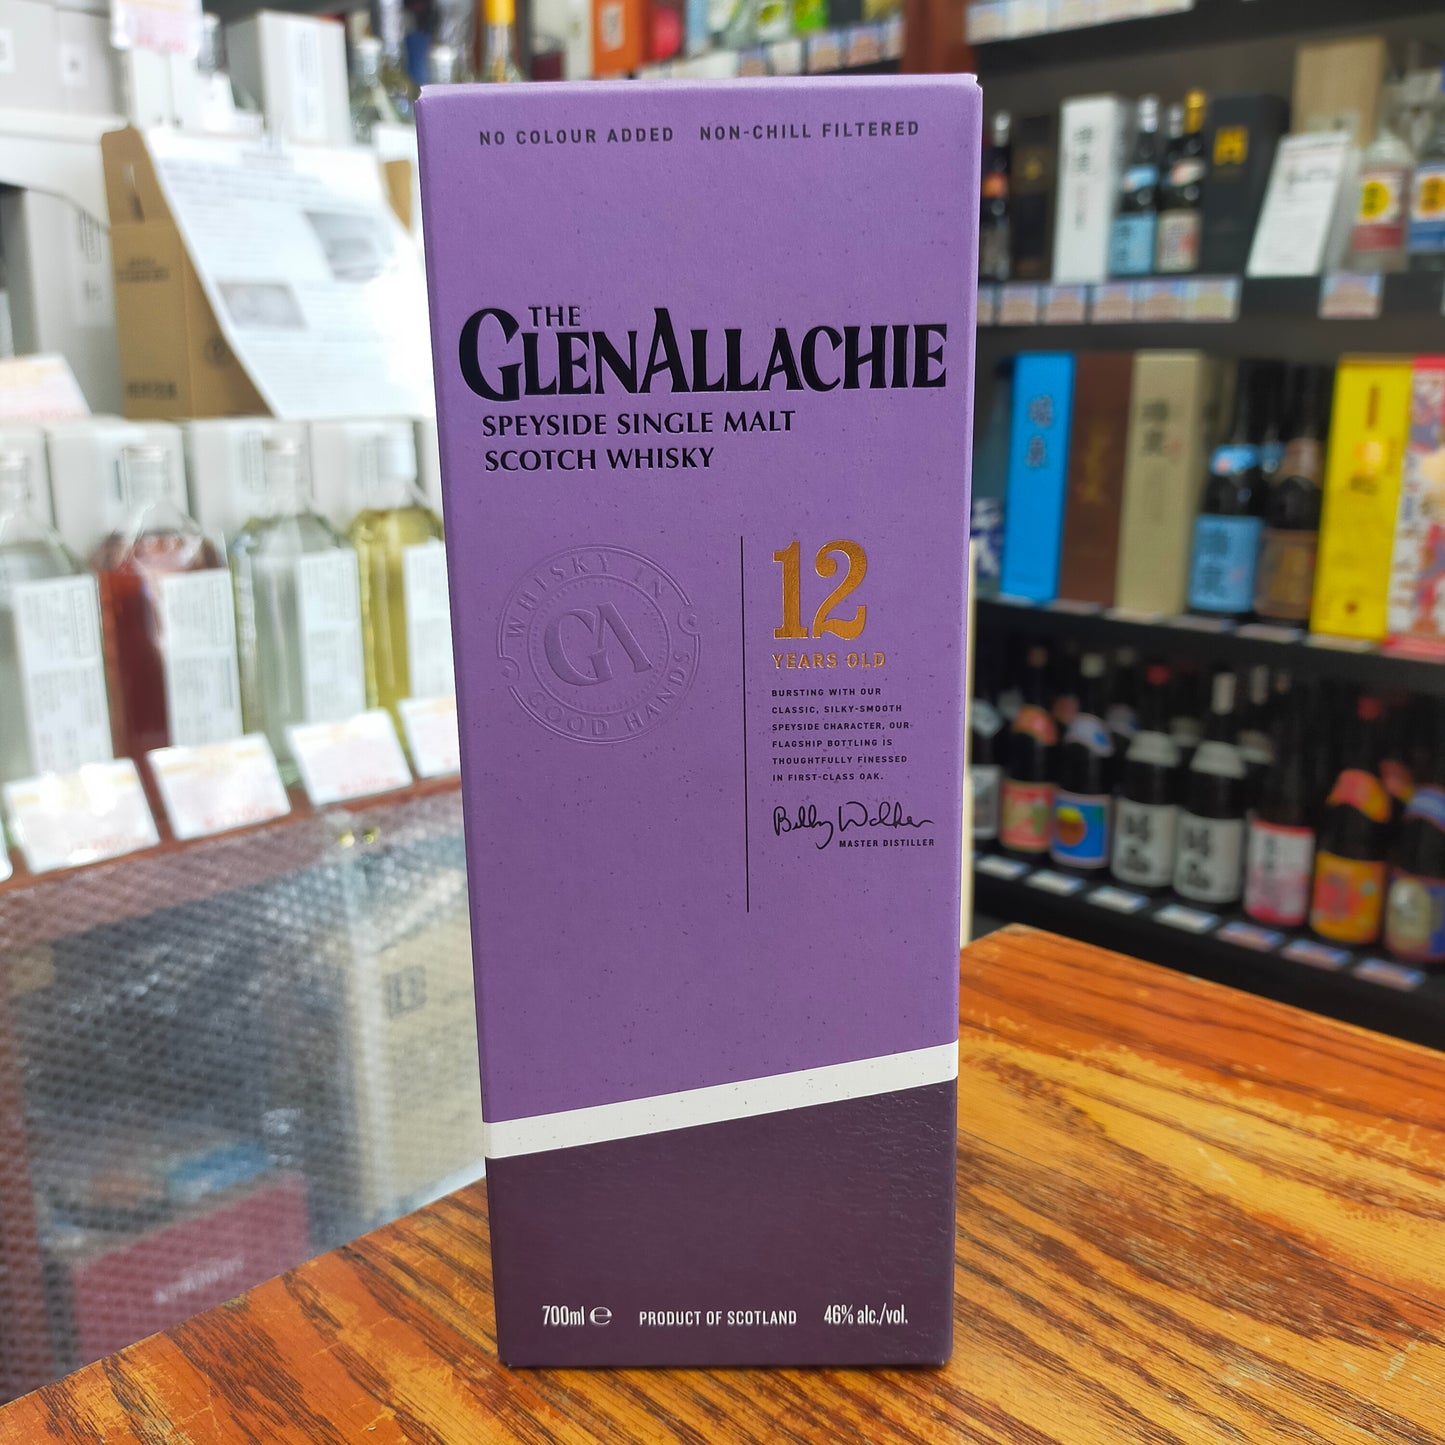 NO COLOUR ADDED NON-CHILL FILTERED
THE
GLENALLACHIE
SPEYSIDE SINGLE MALT
SCOTCH WHISKY
WHISKY IN
GA
GOOD HANDS
12
YEARS OLD
BURSTING WITH OUR
CLASSIC, SILKY-SMOOTH
SPEYSIDE CHARACTER, OUR
FLAGSHIP BOTTLING IS
THOUGHTFULLY FINESSED
IN FIRST-CLASS OAK.
Billy Walker
MASTER DISTILLER
700ml ℮ PRODUCT OF SCOTLAND 46% alc./vol.